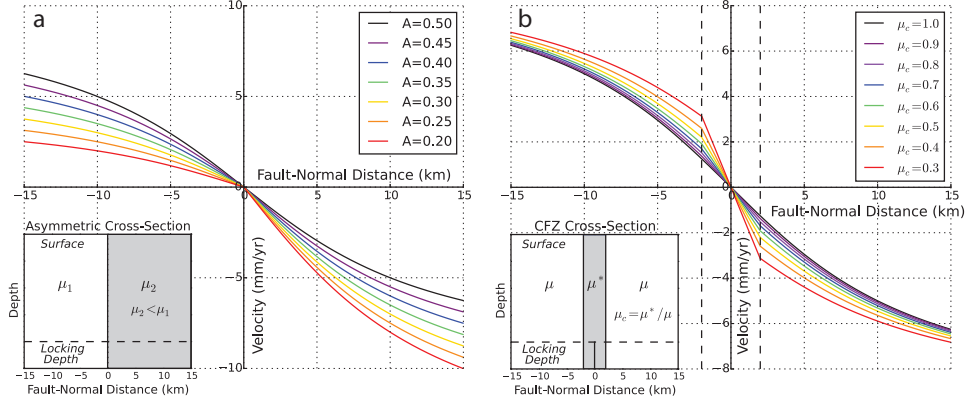 a
10
5
−5
−10
−15
−10
−5
0
5
10
15
A=0.50
A=0.45
A=0.40
A=0.35
A=0.30
A=0.25
A=0.20
Fault-Normal Distance (km)
Velocity (mm/yr)
Asymmetric Cross-Section
Surface
μ₁
μ₂
μ₂<μ₁
Depth
Locking
Depth
−15
−10
−5
0
5
10
15
Fault-Normal Distance (km)
b
8
6
4
2
0
−2
−4
−6
−8
−15
−10
−5
0
5
10
15
μc=1.0
μc=0.9
μc=0.8
μc=0.7
μc=0.6
μc=0.5
μc=0.4
μc=0.3
Fault-Normal Distance (km)
Velocity (mm/yr)
CFZ Cross-Section
Surface
μ
μ*
μ
μc=μ*/μ
Depth
Locking
Depth
−15
−10
−5
0
5
10
15
Fault-Normal Distance (km)